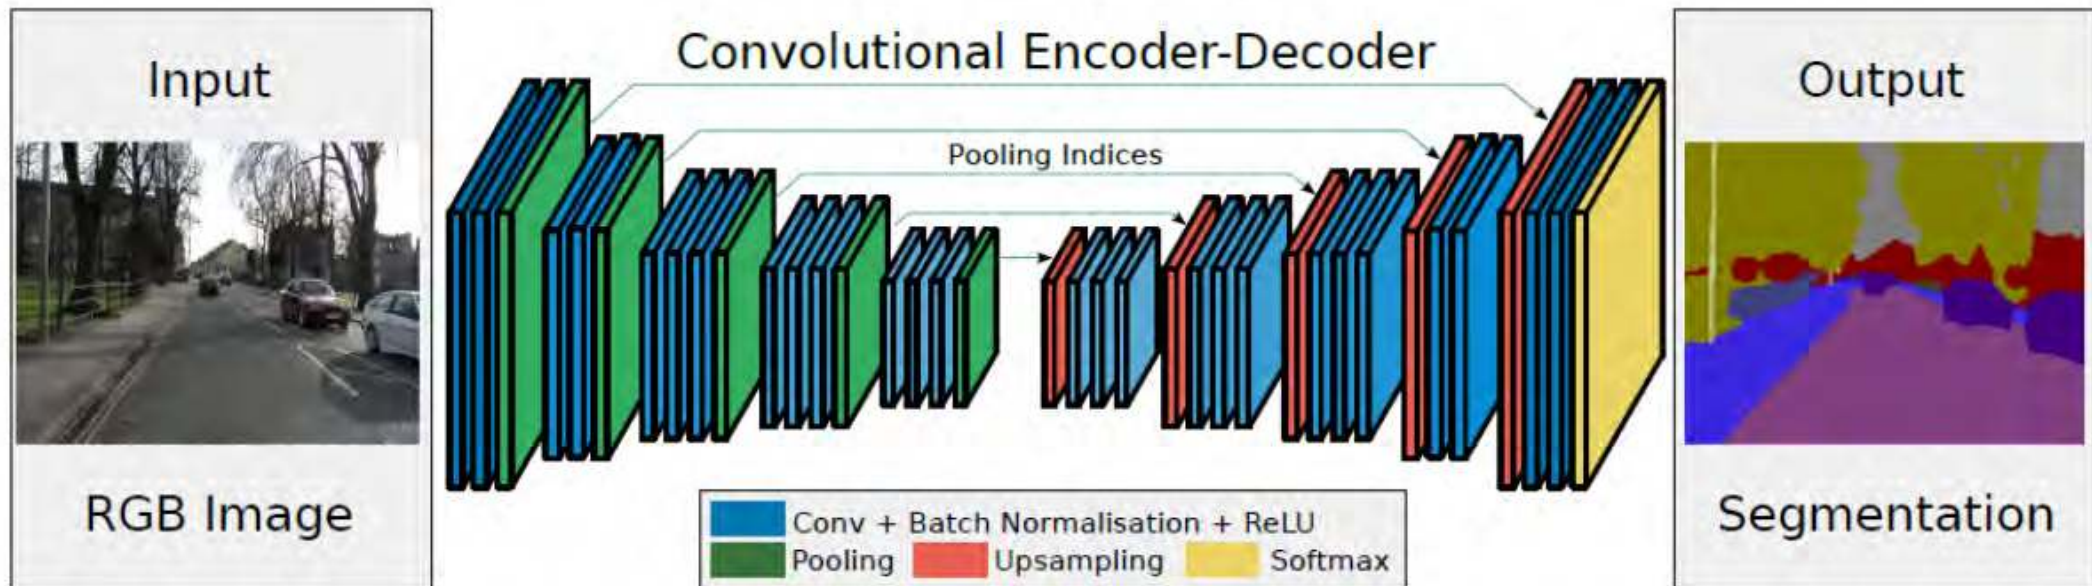 Input
RGB Image
Convolutional Encoder-Decoder
Pooling Indices
Conv + Batch Normalisation + ReLU
Pooling Upsampling Softmax
Output
Segmentation